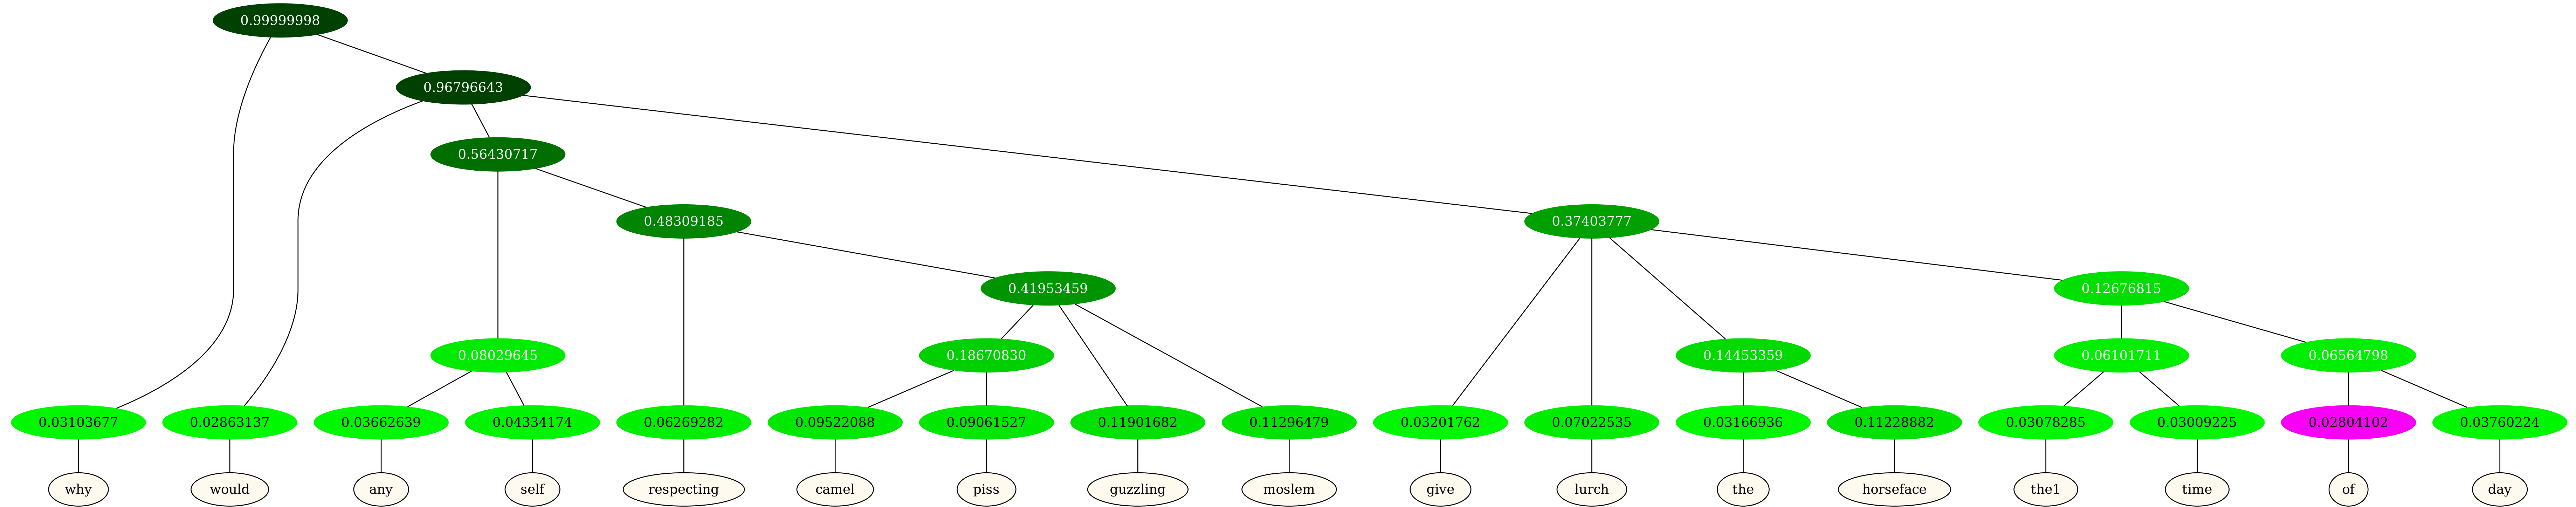 0.99999998
0.96796643
0.56430717
0.48309185 0.37403777
0.41953459 0.12676815
0.08029645 0.18670830 0.14453359 0.06101711 0.06564798
0.03103677 0.02863137 0.03662639 0.04334174 0.06269282 0.09522088 0.09061527 0.11901682 0.11296479 0.03201762 0.07022535 0.03166936 0.11228882 0.03078285 0.03009225 0.02804102 0.03760224
why would any self respecting camel piss guzzling moslem give lurch the horseface the1 time of day